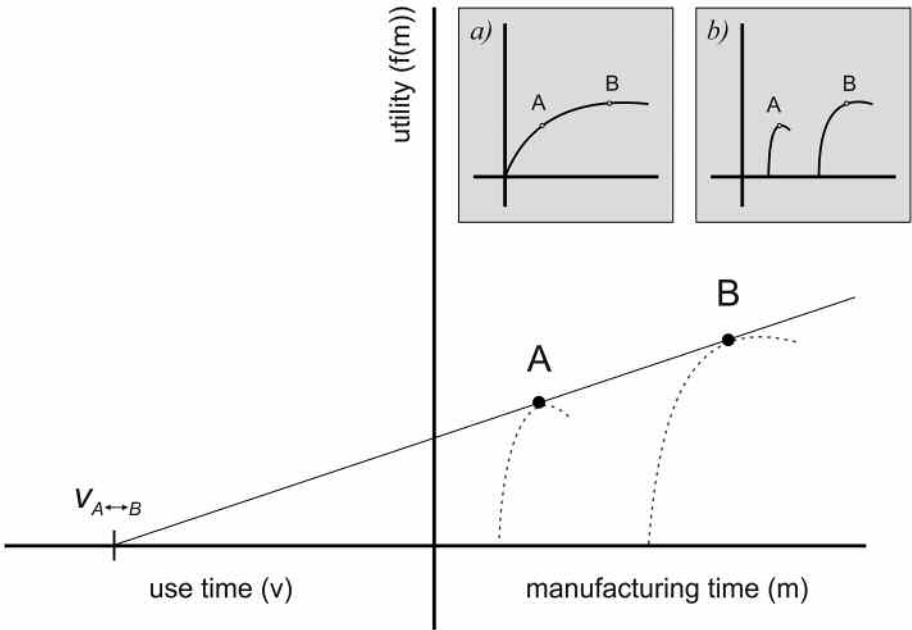 utility (f(m))
a)
A
B
b)
A
B
A
B
VA↔B
use time (v)
manufacturing time (m)